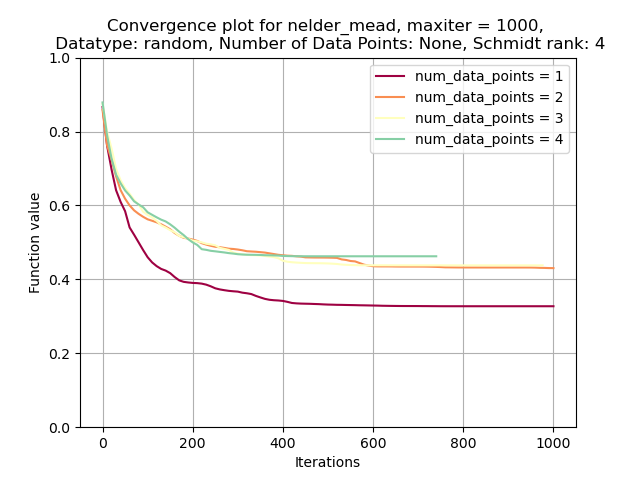 Convergence plot for nelder_mead, maxiter = 1000,
Datatype: random, Number of Data Points: None, Schmidt rank: 4
1.0
0.8
0.6
0.4
0.2
0.0
Function value
num_data_points = 1
num_data_points = 2
num_data_points = 3
num_data_points = 4
0 200 400 600 800 1000
Iterations